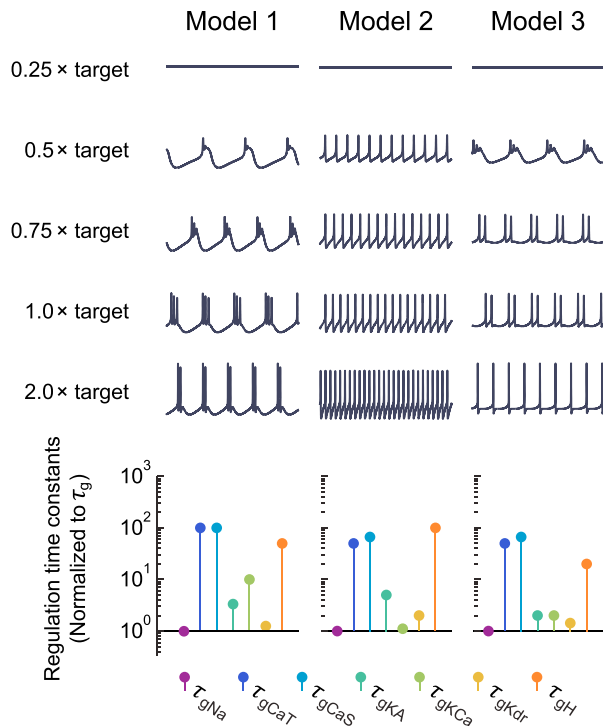 Model 1 Model 2 Model 3
0.25× target
0.5× target
0.75× target
1.0× target
2.0× target
Regulation time constants
(Normalized to τg)
10³
10²
10¹
10⁰
τgNa τgCaT τgCaS τgKA τgKCa τgKdr τgH